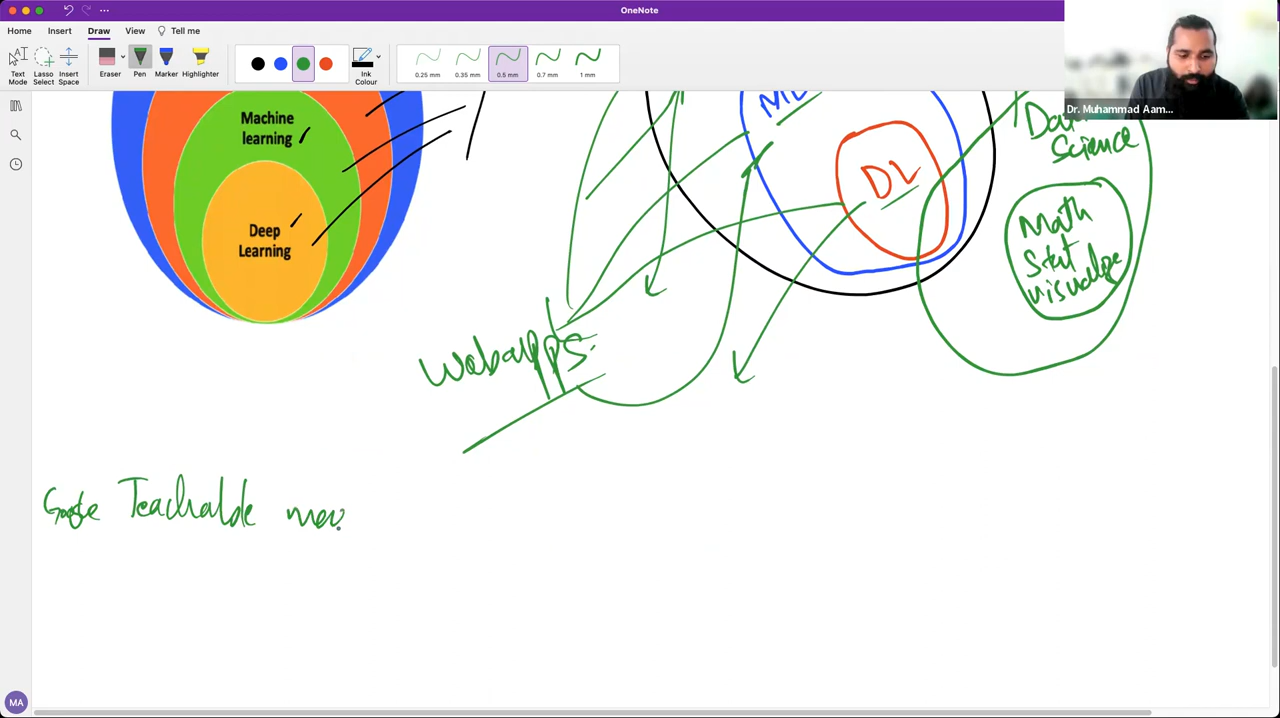 OneNote
Home Insert Draw View Tell me
Text Mode
Lasso Select
Insert Space
Eraser
Pen
Marker
Highlighter
Ink Colour
0.25 mm
0.35 mm
0.5 mm
0.7 mm
1 mm
Dr. Muhammad Aam...
Machine
learning
Deep
Learning
ML
DL
Data
Science
Math
Stat
visualize
Webapps
Google Teachable
MA